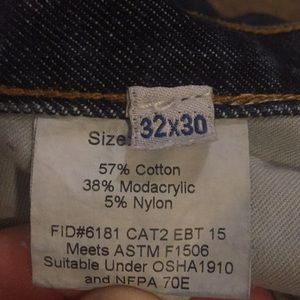 Size
32x30
57% Cotton
38% Modacrylic
5% Nylon
FID#6181 CAT2 EBT 15
Meets ASTM F1506
Suitable Under OSHA1910
and NFPA 70E